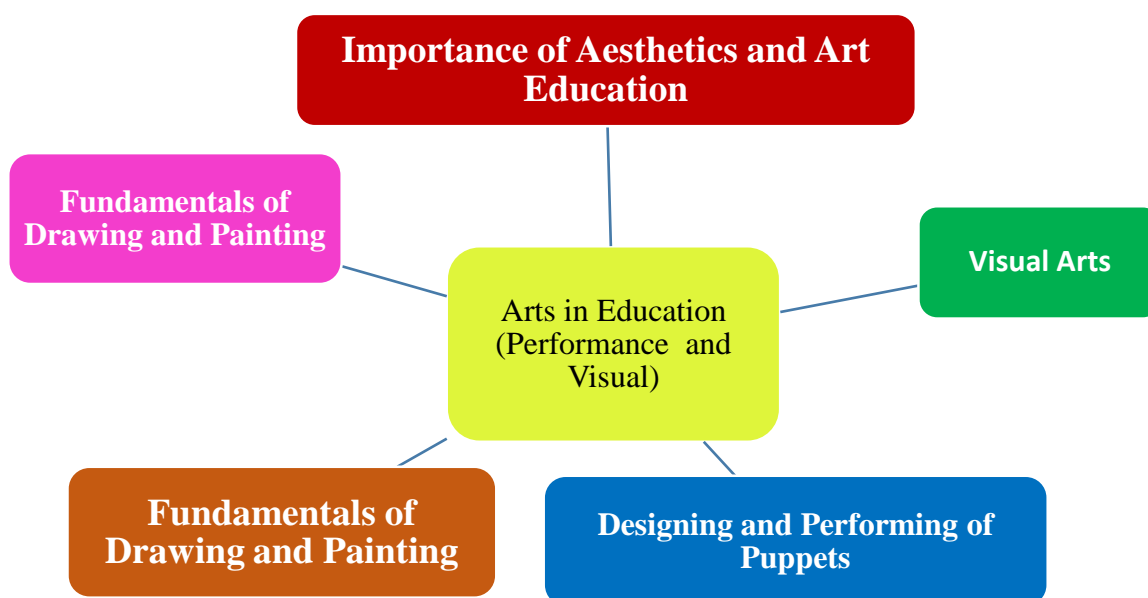 Importance of Aesthetics and Art
Education
Fundamentals of
Drawing and Painting
Visual Arts
Arts in Education
(Performance and
Visual)
Fundamentals of
Drawing and Painting
Designing and Performing of
Puppets